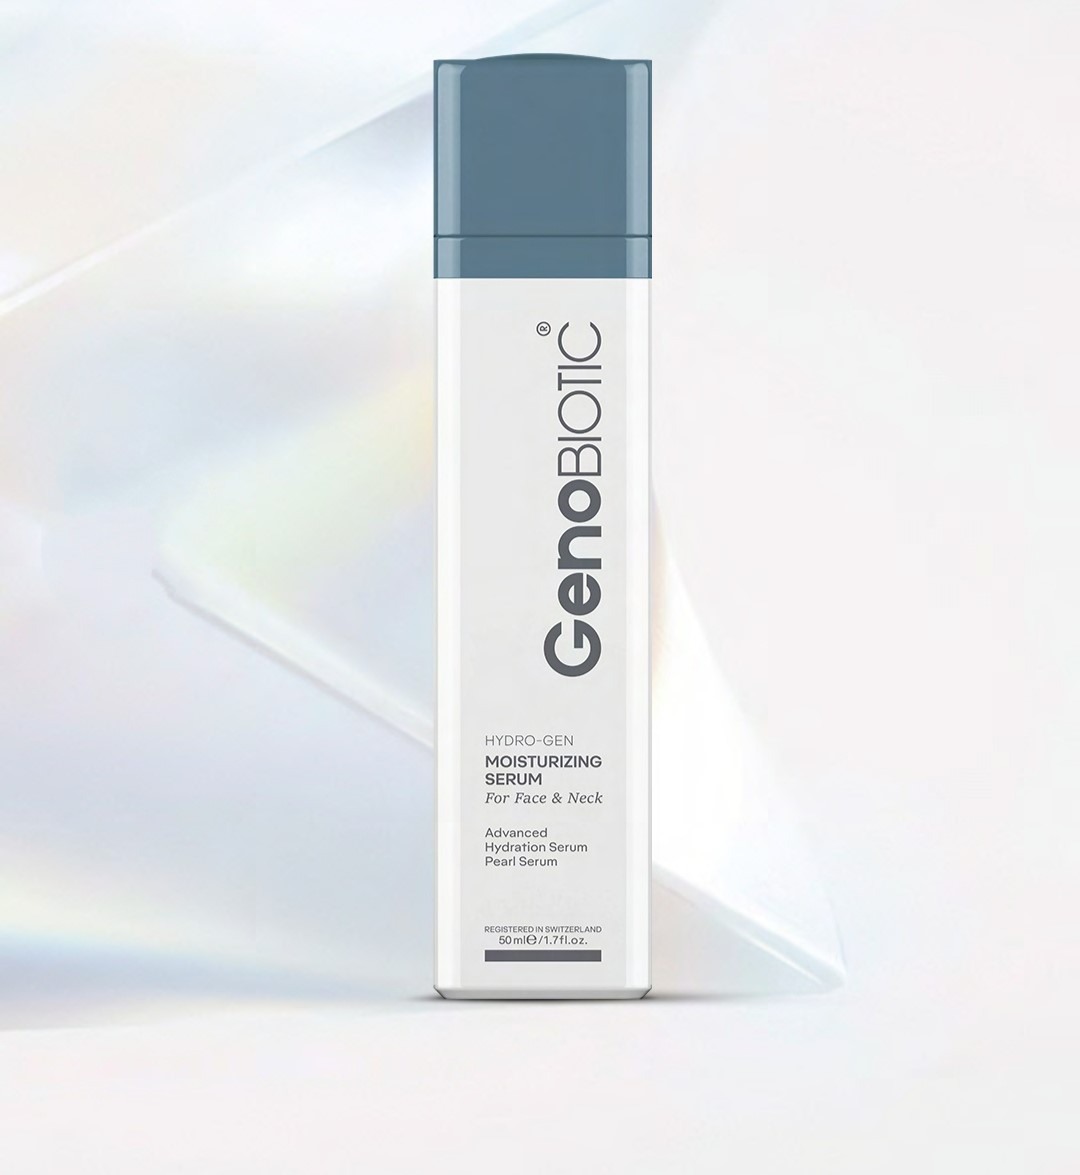 GenoBIOTIC®
HYDRO-GEN
MOISTURIZING
SERUM
For Face & Neck
Advanced
Hydration Serum
Pearl Serum
REGISTERED IN SWITZERLAND
50 ml℮/1.7fl.oz.